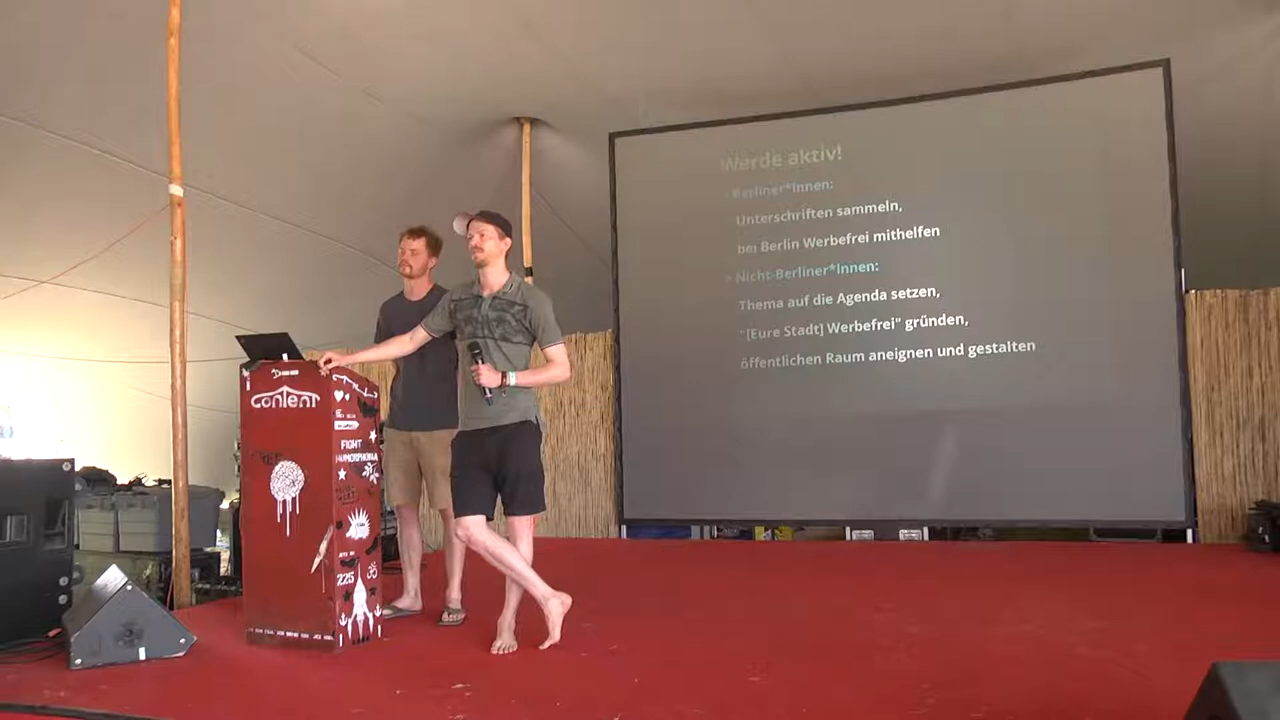 Werde aktiv!
> Berliner*Innen:
Unterschriften sammeln,
bei Berlin Werbefrei mithelfen
> Nicht-Berliner*Innen:
Thema auf die Agenda setzen,
"[Eure Stadt] Werbefrei" gründen,
öffentlichen Raum aneignen und gestalten
content
FIGHT
HUMORPHOBIA
225